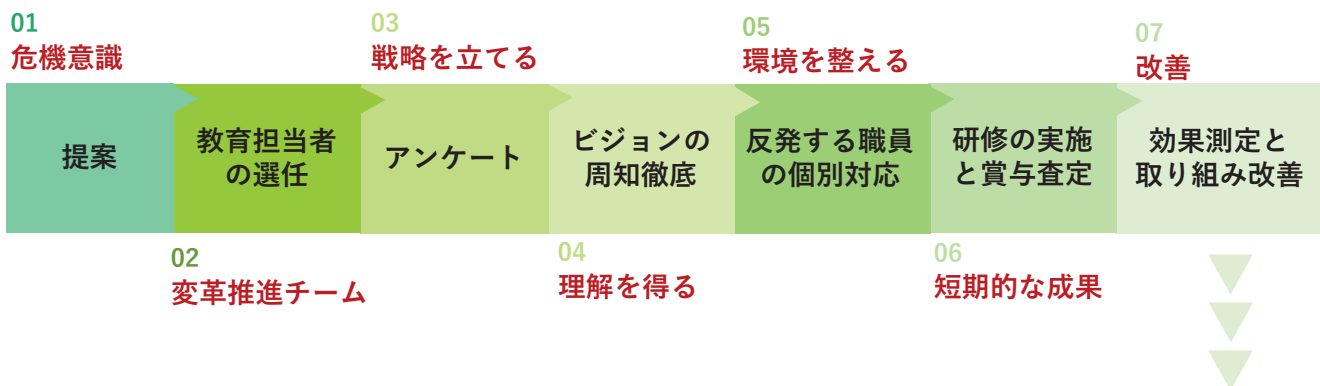 01
危機意識
提案
02
変革推進チーム
教育担当者
の選任
03
戦略を立てる
アンケート
04
理解を得る
ビジョンの
周知徹底
05
環境を整える
反発する職員
の個別対応
06
短期的な成果
研修の実施
と賞与査定
07
改善
効果測定と
取り組み改善